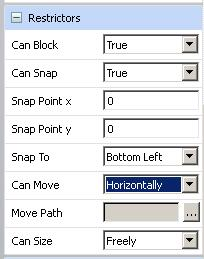 Restrictors
Can Block True
Can Snap True
Snap Point x 0
Snap Point y 0
Snap To Bottom Left
Can Move Horizontally
Move Path ...
Can Size Freely